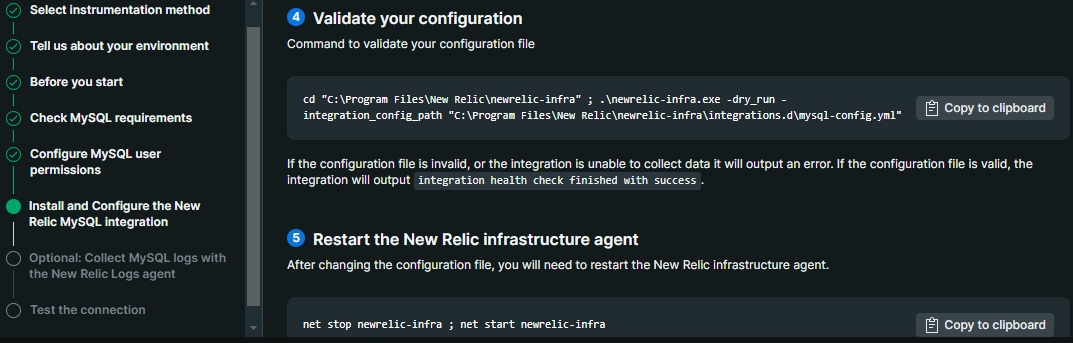 Select instrumentation method
Tell us about your environment
Before you start
Check MySQL requirements
Configure MySQL user
permissions
Install and Configure the New
Relic MySQL integration
Optional: Collect MySQL logs with
the New Relic Logs agent
Test the connection
4 Validate your configuration
Command to validate your configuration file
cd "C:\Program Files\New Relic\newrelic-infra" ; .\newrelic-infra.exe -dry_run -
integration_config_path "C:\Program Files\New Relic\newrelic-infra\integrations.d\mysql-config.yml"
Copy to clipboard
If the configuration file is invalid, or the integration is unable to collect data it will output an error. If the configuration file is valid, the
integration will output integration health check finished with success.
5 Restart the New Relic infrastructure agent
After changing the configuration file, you will need to restart the New Relic infrastructure agent.
net stop newrelic-infra ; net start newrelic-infra
Copy to clipboard